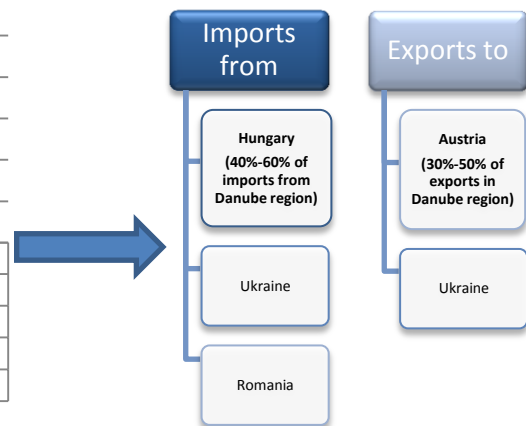 Imports
from
Hungary
(40%-60% of
imports from
Danube region)
Ukraine
Romania
Exports to
Austria
(30%-50% of
exports in
Danube region)
Ukraine